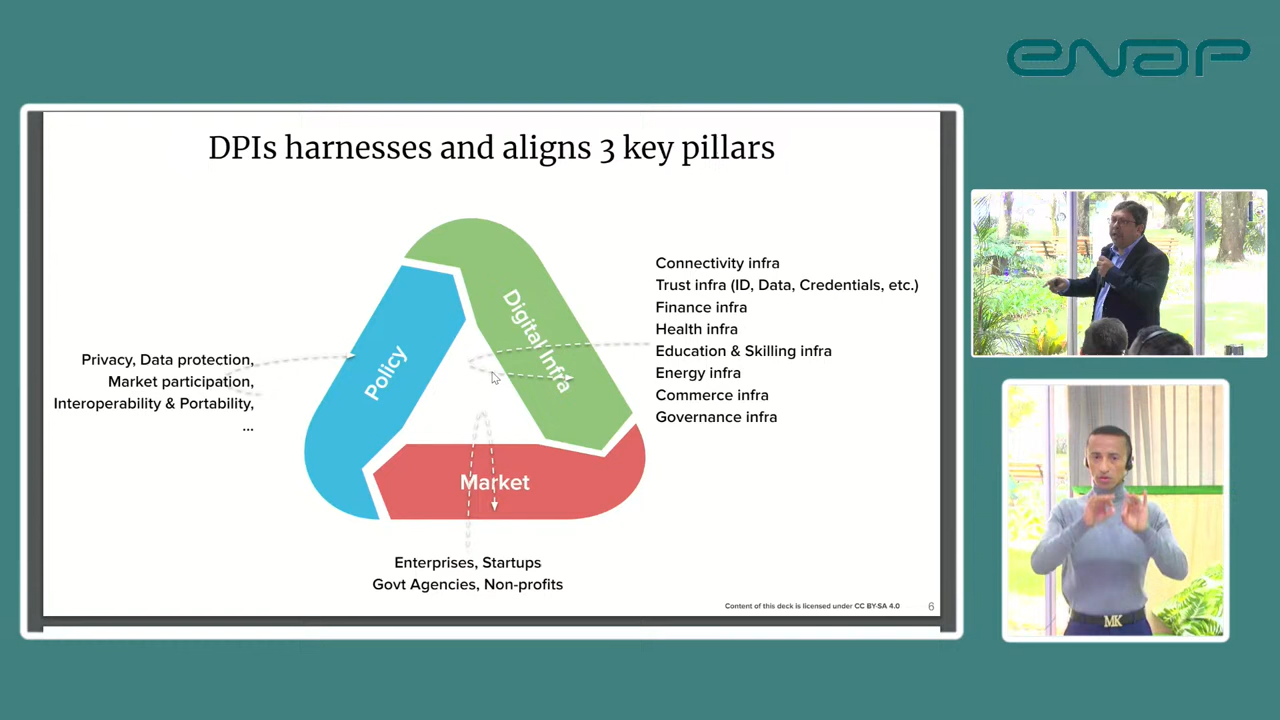 enap
DPIs harnesses and aligns 3 key pillars
Digital Infra
Policy
Market
Connectivity infra
Trust infra (ID, Data, Credentials, etc.)
Finance infra
Health infra
Education & Skilling infra
Energy infra
Commerce infra
Governance infra
Privacy, Data protection,
Market participation,
Interoperability & Portability,
...
Enterprises, Startups
Govt Agencies, Non-profits
Content of this deck is licensed under CC BY-SA 4.0
6
MK